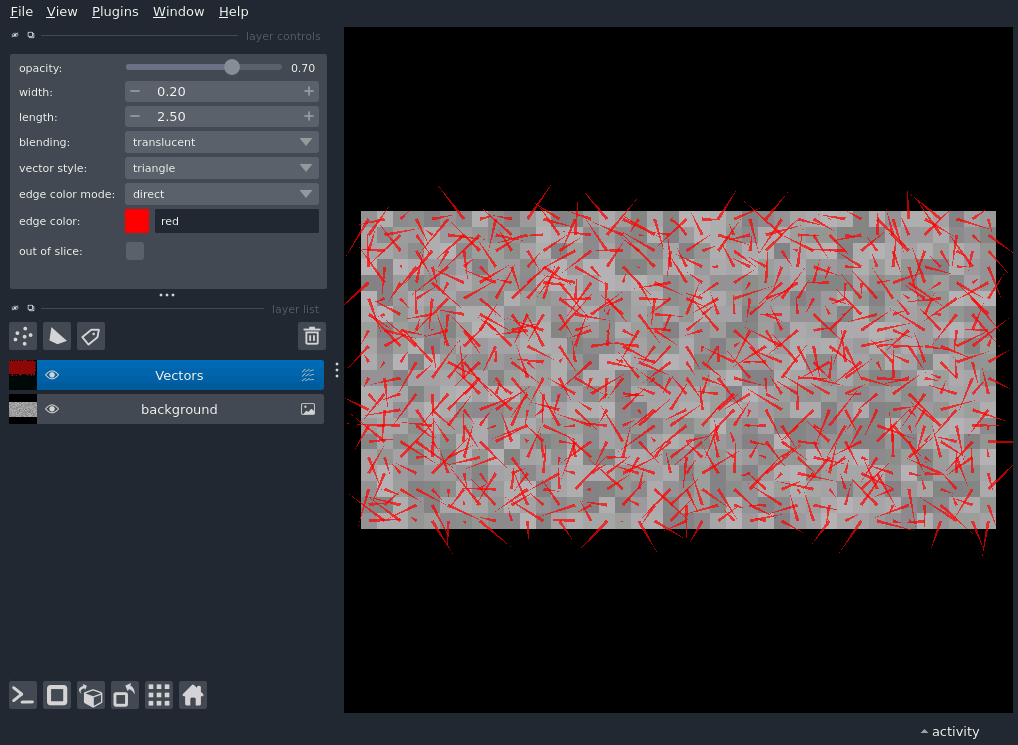 File View Plugins Window Help
layer controls
opacity: 0.70
width: 0.20
length: 2.50
blending: translucent
vector style: triangle
edge color mode: direct
edge color: red
out of slice:
layer list
Vectors
background
activity